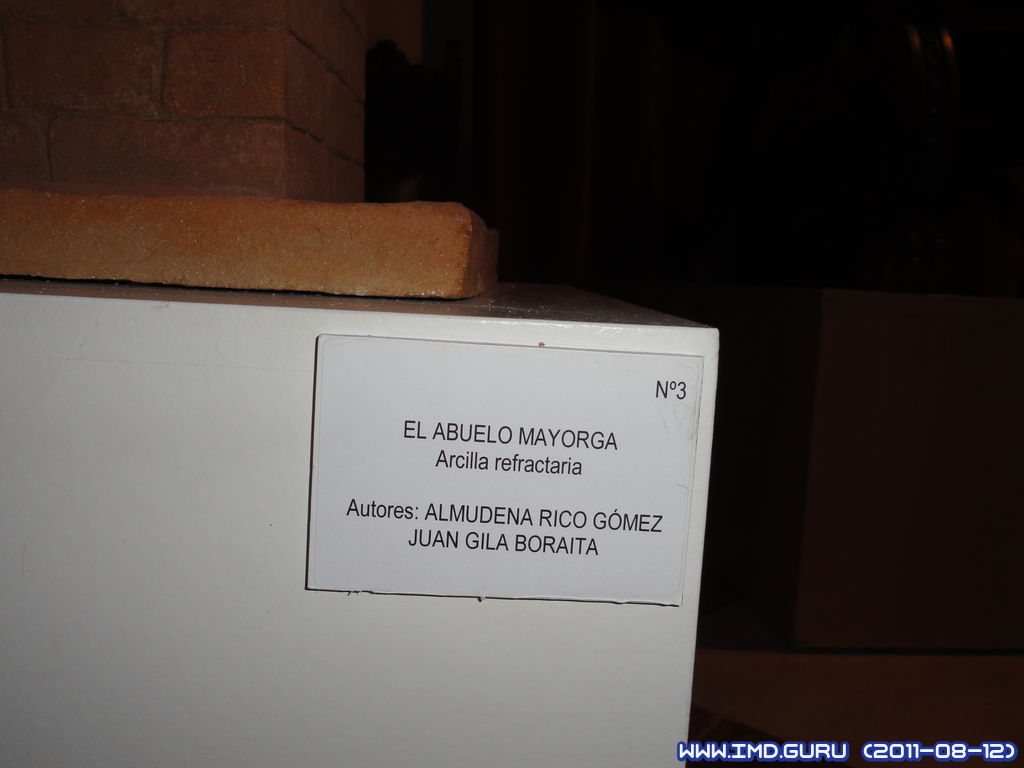 Nº3
EL ABUELO MAYORGA
Arcilla refractaria
Autores: ALMUDENA RICO GÓMEZ
JUAN GILA BORAITA
WWW.IMD.GURU (2011-08-12)